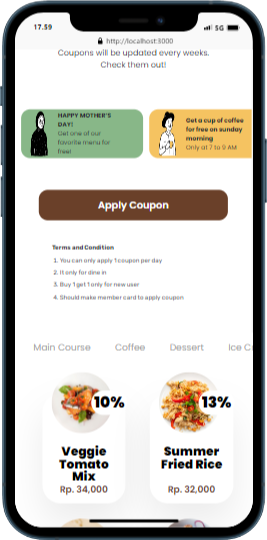 17.59
5G
http://localhost:3000
Coupons will be updated every weeks.
Check them out!
HAPPY MOTHER'S
DAY!
Get one of our
favorite menu for
free!
Get a cup of coffee
for free on sunday
morning
Only at 7 to 9 AM
Apply Coupon
Terms and Condition
1. You can only apply 1 coupon per day
2. It only for dine in
3. Buy 1 get 1 only for new user
4. Should make member card to apply coupon
Main Course
Coffee
Dessert
Ice C
10%
13%
Veggie
Tomato
Mix
Rp. 34,000
Summer
Fried Rice
Rp. 32,000